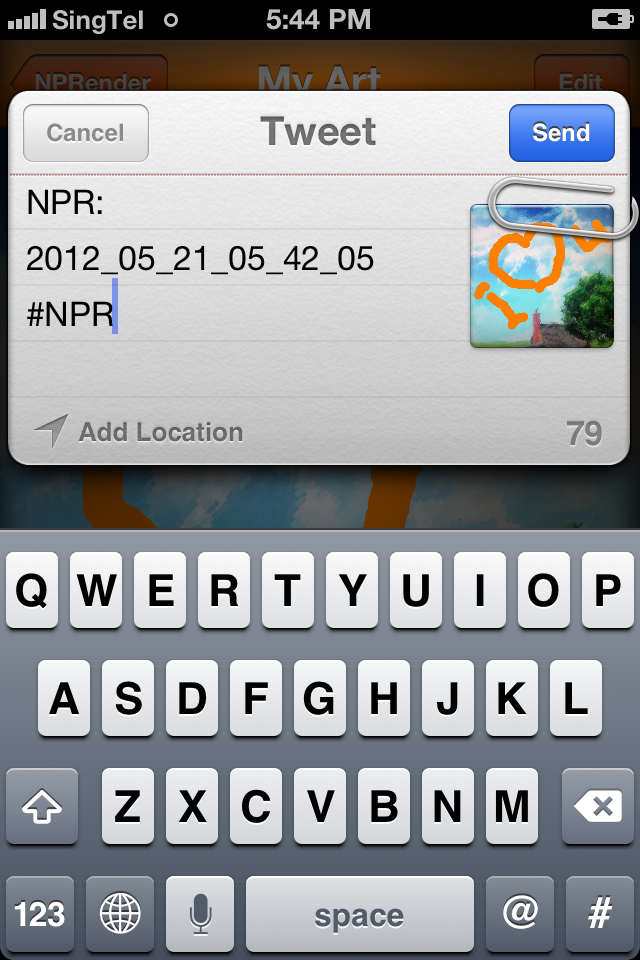 SingTel 5:44 PM
NPRender My Art Edit
Cancel Tweet Send
NPR:
2012_05_21_05_42_05
#NPR
i U
Add Location 79
Q W E R T Y U I O P
A S D F G H J K L
Z X C V B N M
123 space @ #